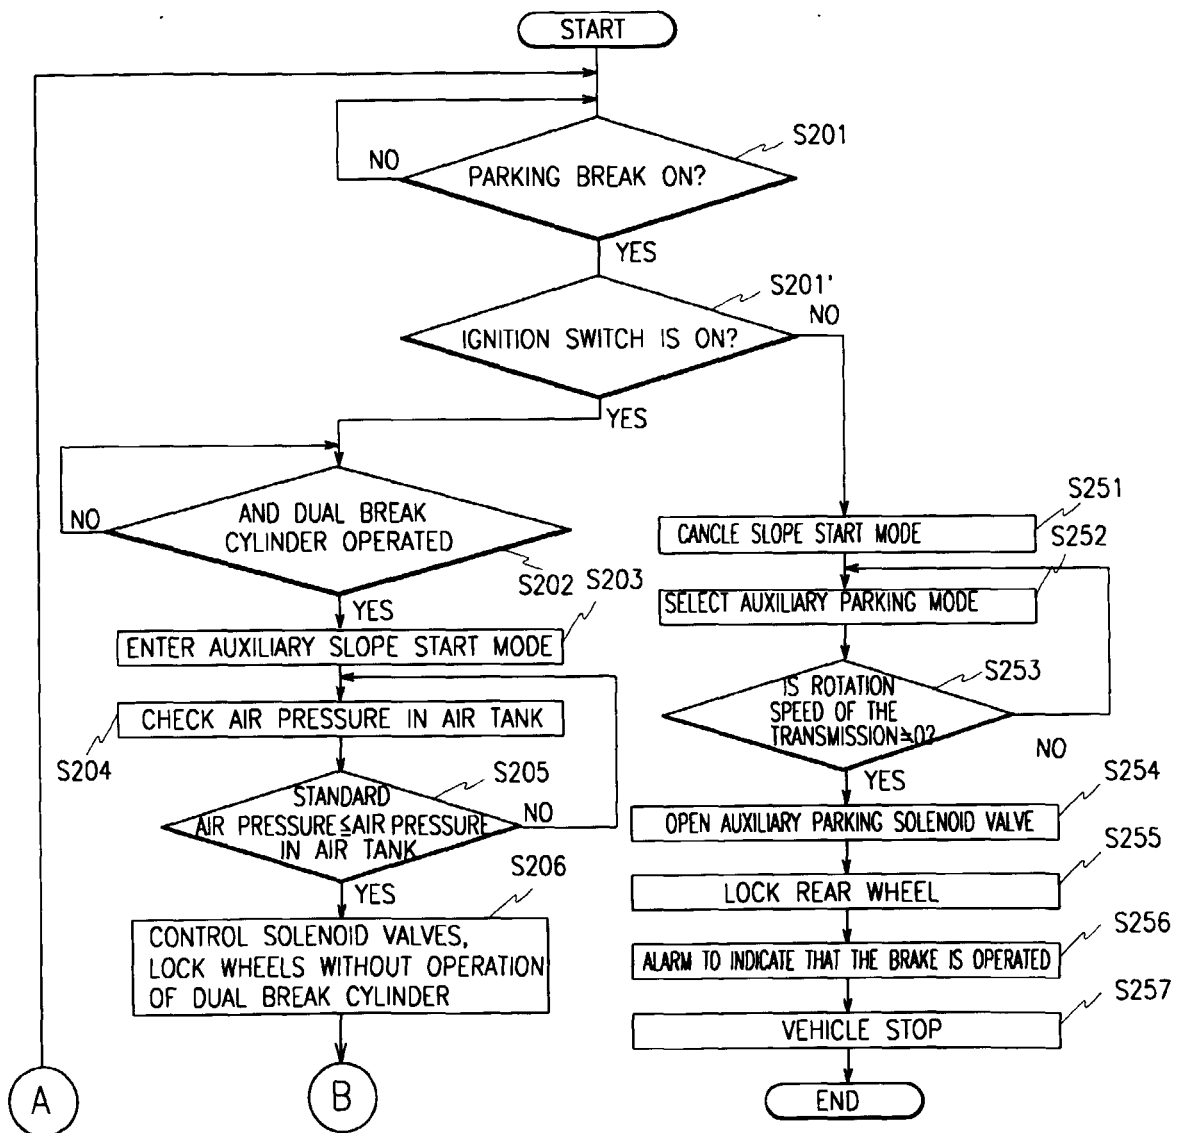 START
S201
NO
PARKING BREAK ON?
YES
S201'
NO
IGNITION SWITCH IS ON?
YES
NO
AND DUAL BREAK
CYLINDER OPERATED
S202
YES
S203
ENTER AUXILIARY SLOPE START MODE
CHECK AIR PRESSURE IN AIR TANK
S204
S205
STANDARD
AIR PRESSURE≦AIR PRESSURE
IN AIR TANK
NO
YES
S206
CONTROL SOLENOID VALVES,
LOCK WHEELS WITHOUT OPERATION
OF DUAL BREAK CYLINDER
A
B
S251
CANCLE SLOPE START MODE
S252
SELECT AUXILIARY PARKING MODE
S253
IS ROTATION
SPEED OF THE
TRANSMISSION≒0?
NO
YES
S254
OPEN AUXILIARY PARKING SOLENOID VALVE
S255
LOCK REAR WHEEL
S256
ALARM TO INDICATE THAT THE BRAKE IS OPERATED
S257
VEHICLE STOP
END